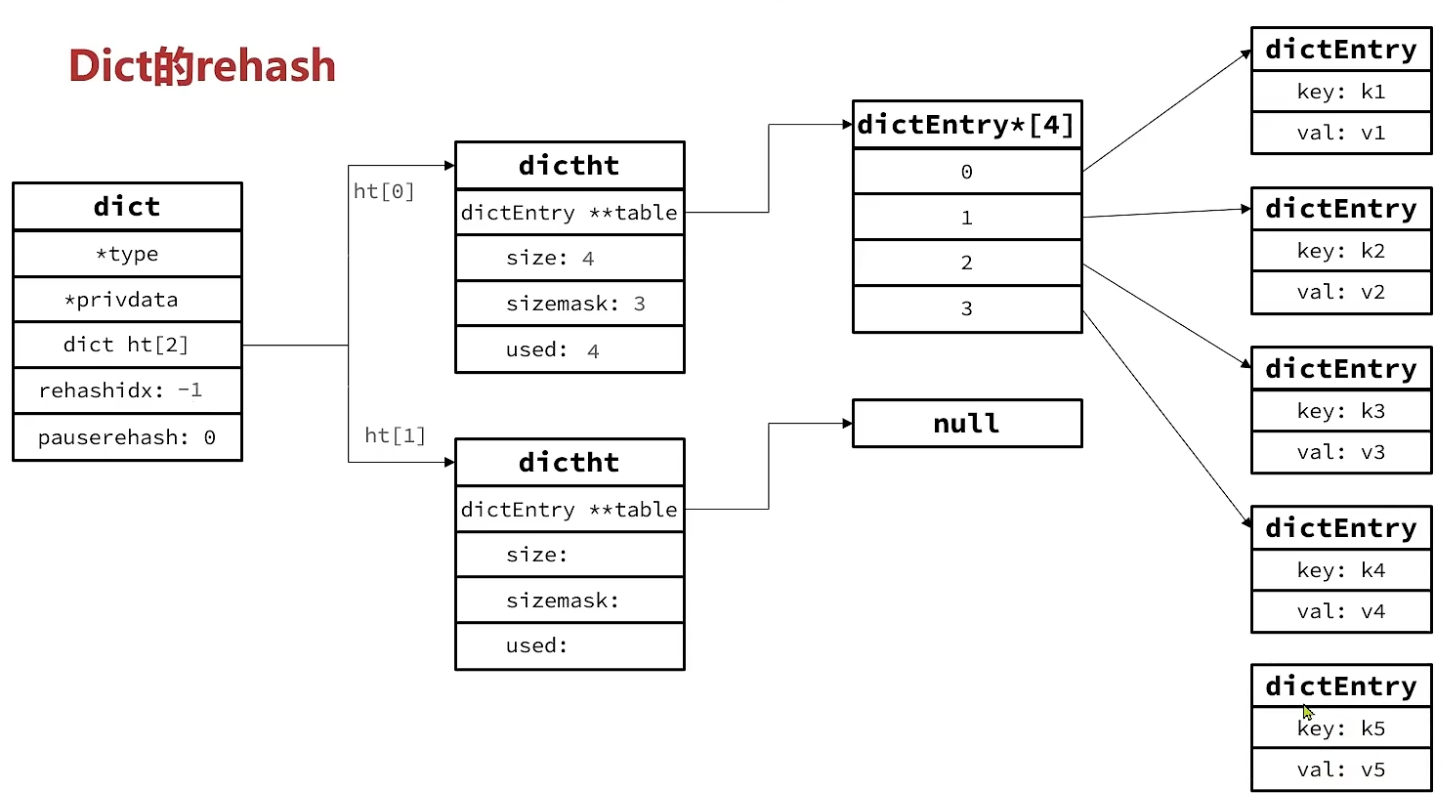 Dict的rehash
dict
*type
*privdata
dict ht[2]
rehashidx: -1
pauserehash: 0
ht[0]
ht[1]
dictht
dictEntry **table
size: 4
sizemask: 3
used: 4
dictht
dictEntry **table
size:
sizemask:
used:
dictEntry*[4]
0
1
2
3
null
dictEntry
key: k1
val: v1
dictEntry
key: k2
val: v2
dictEntry
key: k3
val: v3
dictEntry
key: k4
val: v4
dictEntry
key: k5
val: v5